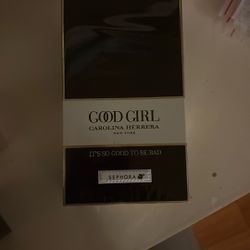 GOOD GIRL
CAROLINA HERRERA
NEW YORK
IT'S SO GOOD TO BE BAD
SEPHORA